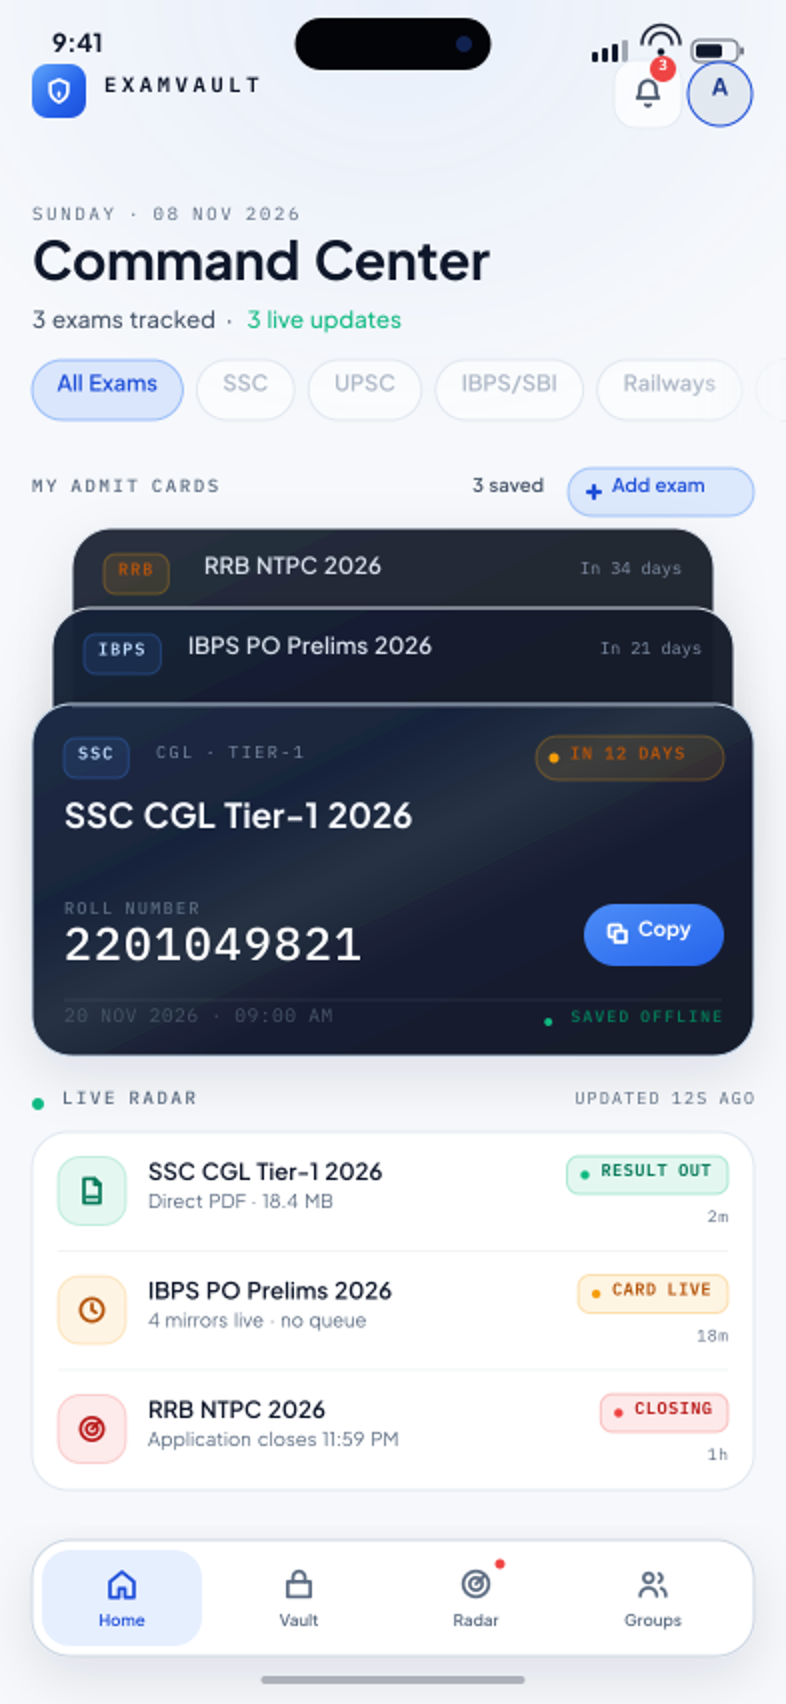 9:41
EXAMVAULT
3
A
SUNDAY · 08 NOV 2026
Command Center
3 exams tracked · 3 live updates
All Exams SSC UPSC IBPS/SBI Railways
MY ADMIT CARDS 3 saved + Add exam
RRB RRB NTPC 2026 In 34 days
IBPS IBPS PO Prelims 2026 In 21 days
SSC CGL · TIER-1 IN 12 DAYS
SSC CGL Tier-1 2026
ROLL NUMBER
2201049821 Copy
20 NOV 2026 · 09:00 AM SAVED OFFLINE
LIVE RADAR UPDATED 12S AGO
SSC CGL Tier-1 2026 RESULT OUT
Direct PDF · 18.4 MB 2m
IBPS PO Prelims 2026 CARD LIVE
4 mirrors live · no queue 18m
RRB NTPC 2026 CLOSING
Application closes 11:59 PM 1h
Home Vault Radar Groups